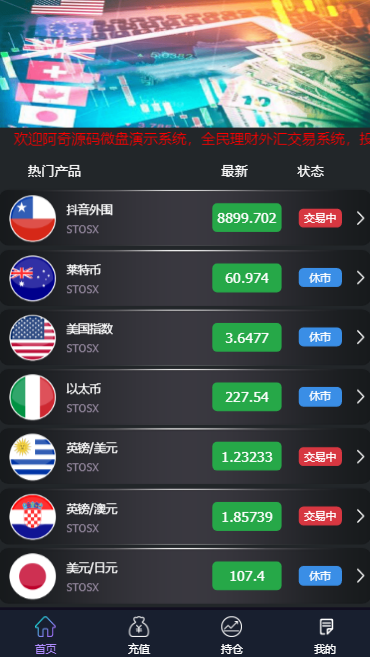 欢迎阿奇源码微盘演示系统，全民理财外汇交易系统，投
热门产品 最新 状态
抖音外围 8899.702 交易中
STOSX
莱特币 60.974 休市
STOSX
美国指数 3.6477 休市
STOSX
以太币 227.54 休市
STOSX
英镑/美元 1.23233 交易中
STOSX
英镑/澳元 1.85739 交易中
STOSX
美元/日元 107.4 休市
STOSX
首页 充值 持仓 我的